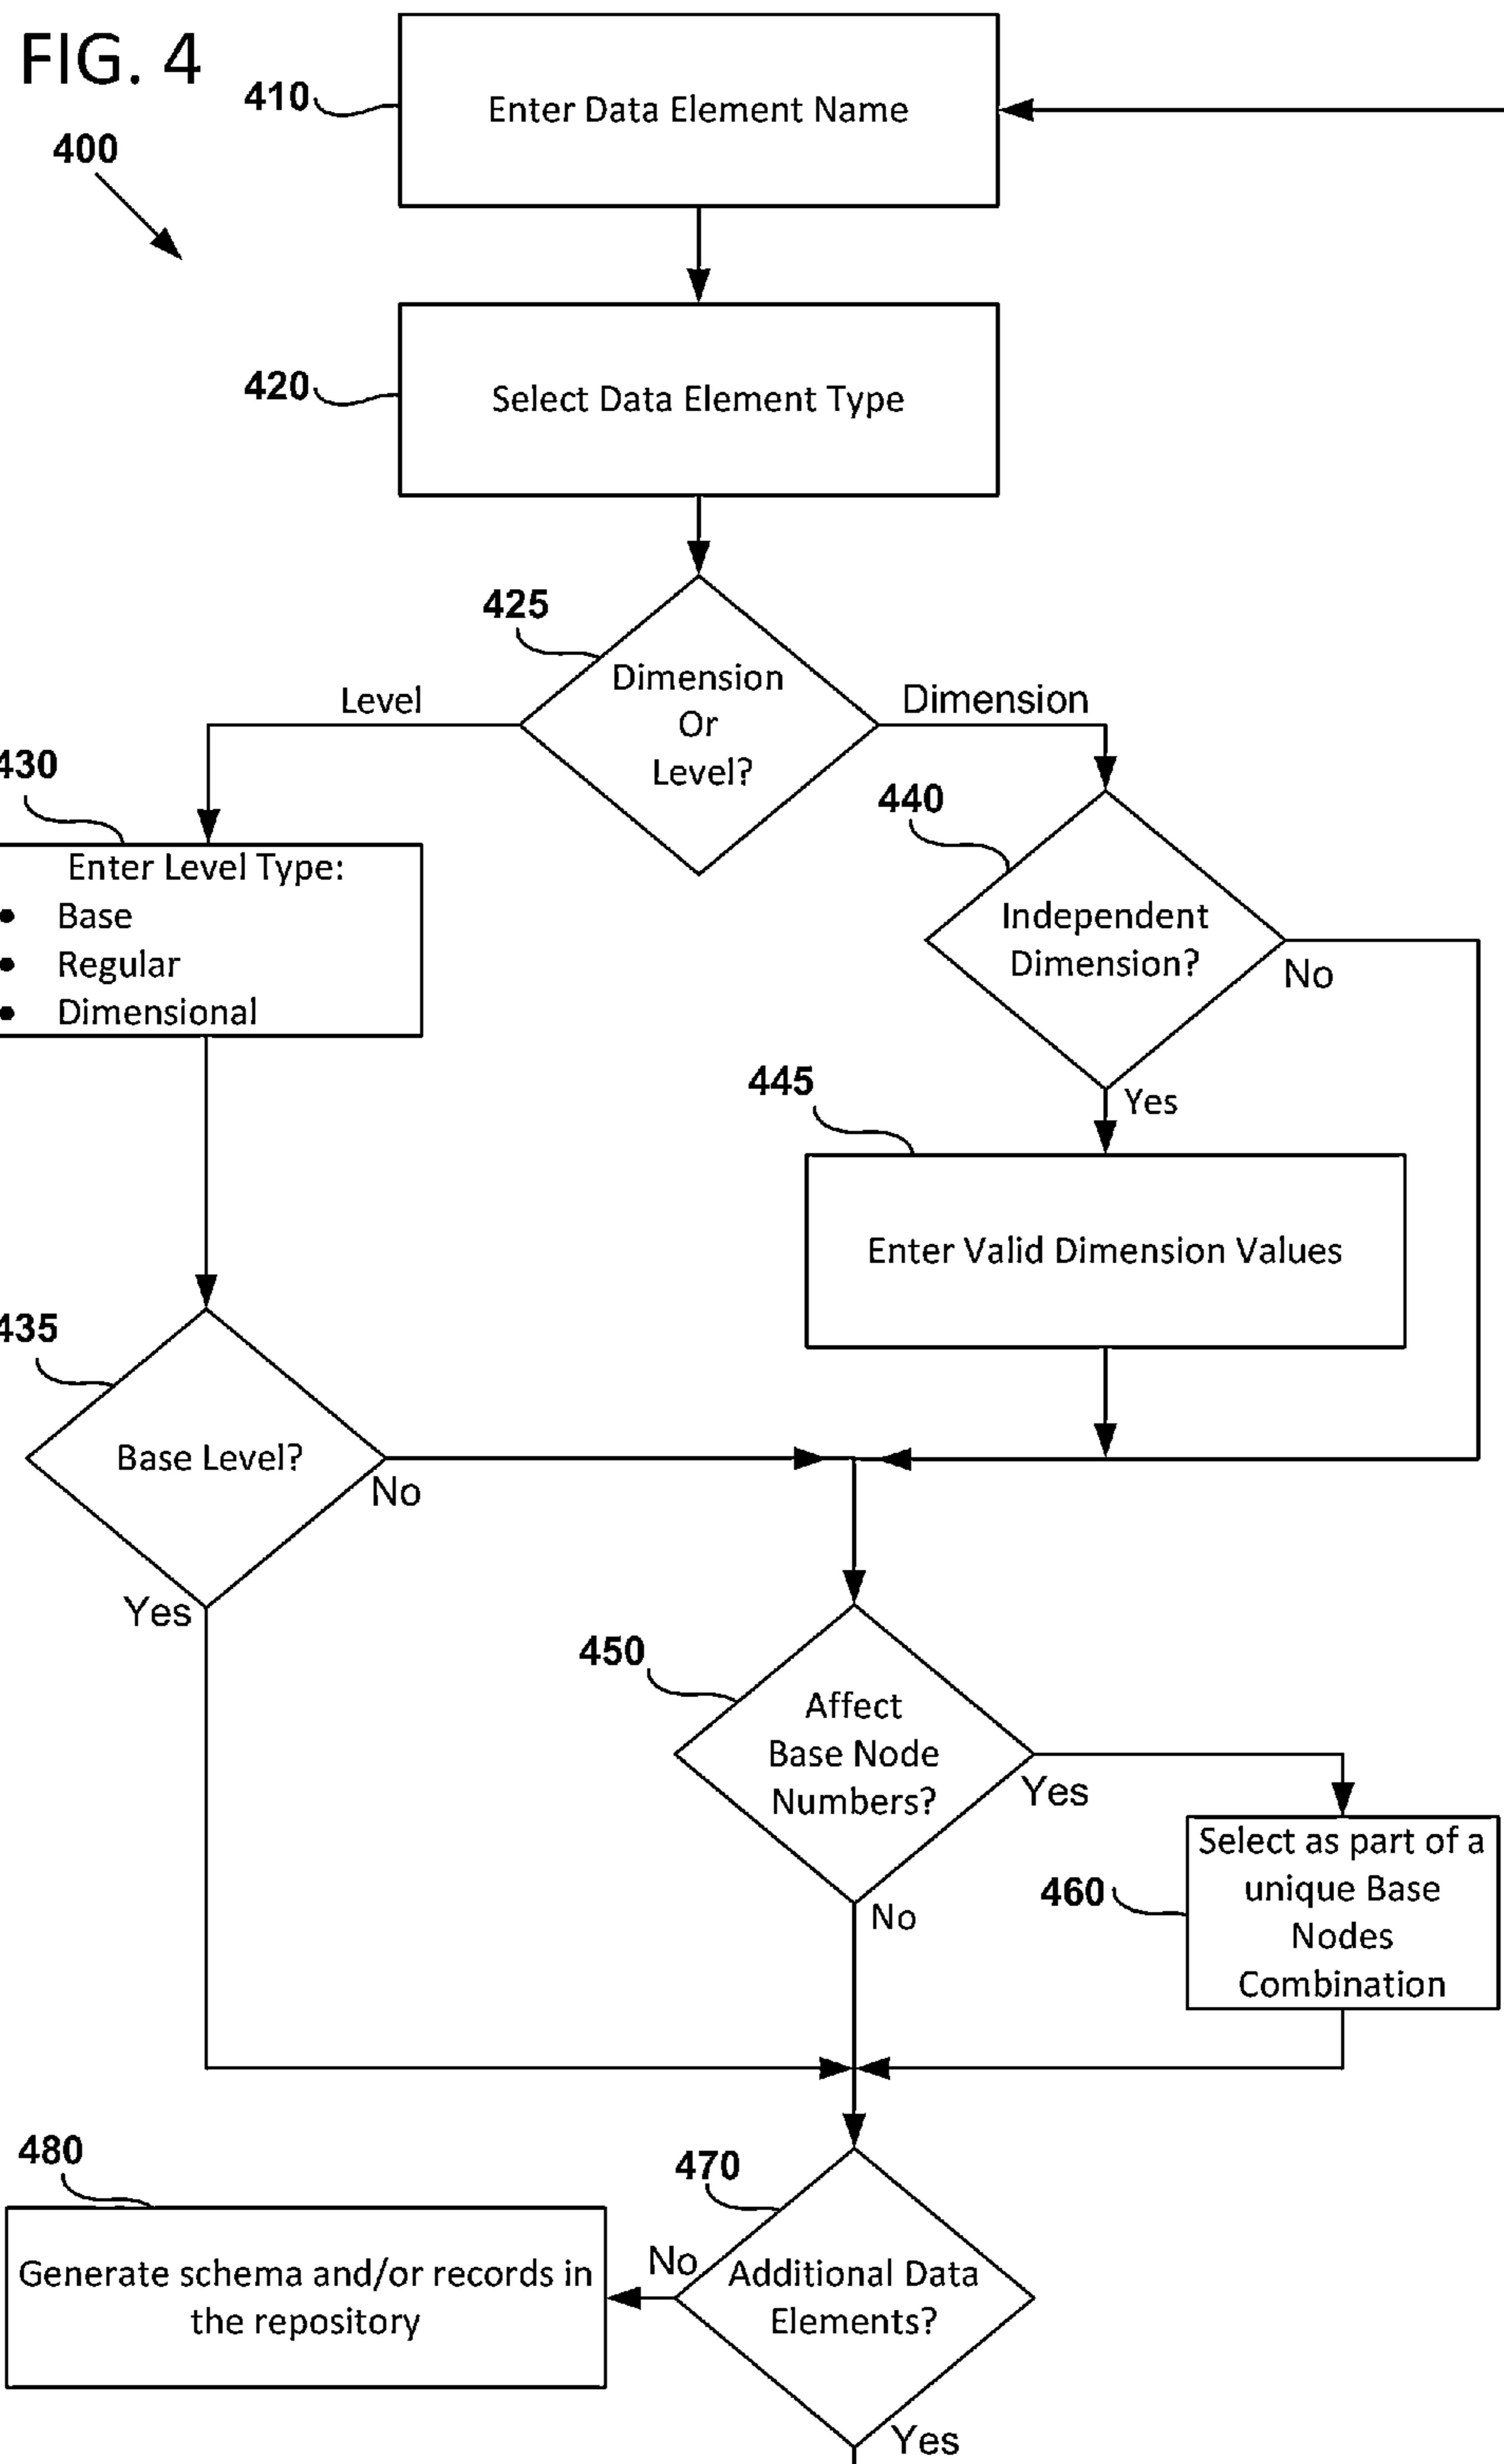 FIG. 4
400
410
Enter Data Element Name
420
Select Data Element Type
425
Dimension
Or
Level?
Level
Dimension
430
Enter Level Type:
• Base
• Regular
• Dimensional
440
Independent
Dimension?
No
Yes
445
Enter Valid Dimension Values
435
Base Level?
No
Yes
450
Affect
Base Node
Numbers?
Yes
No
460
Select as part of a
unique Base
Nodes
Combination
470
Additional Data
Elements?
No
Yes
480
Generate schema and/or records in
the repository